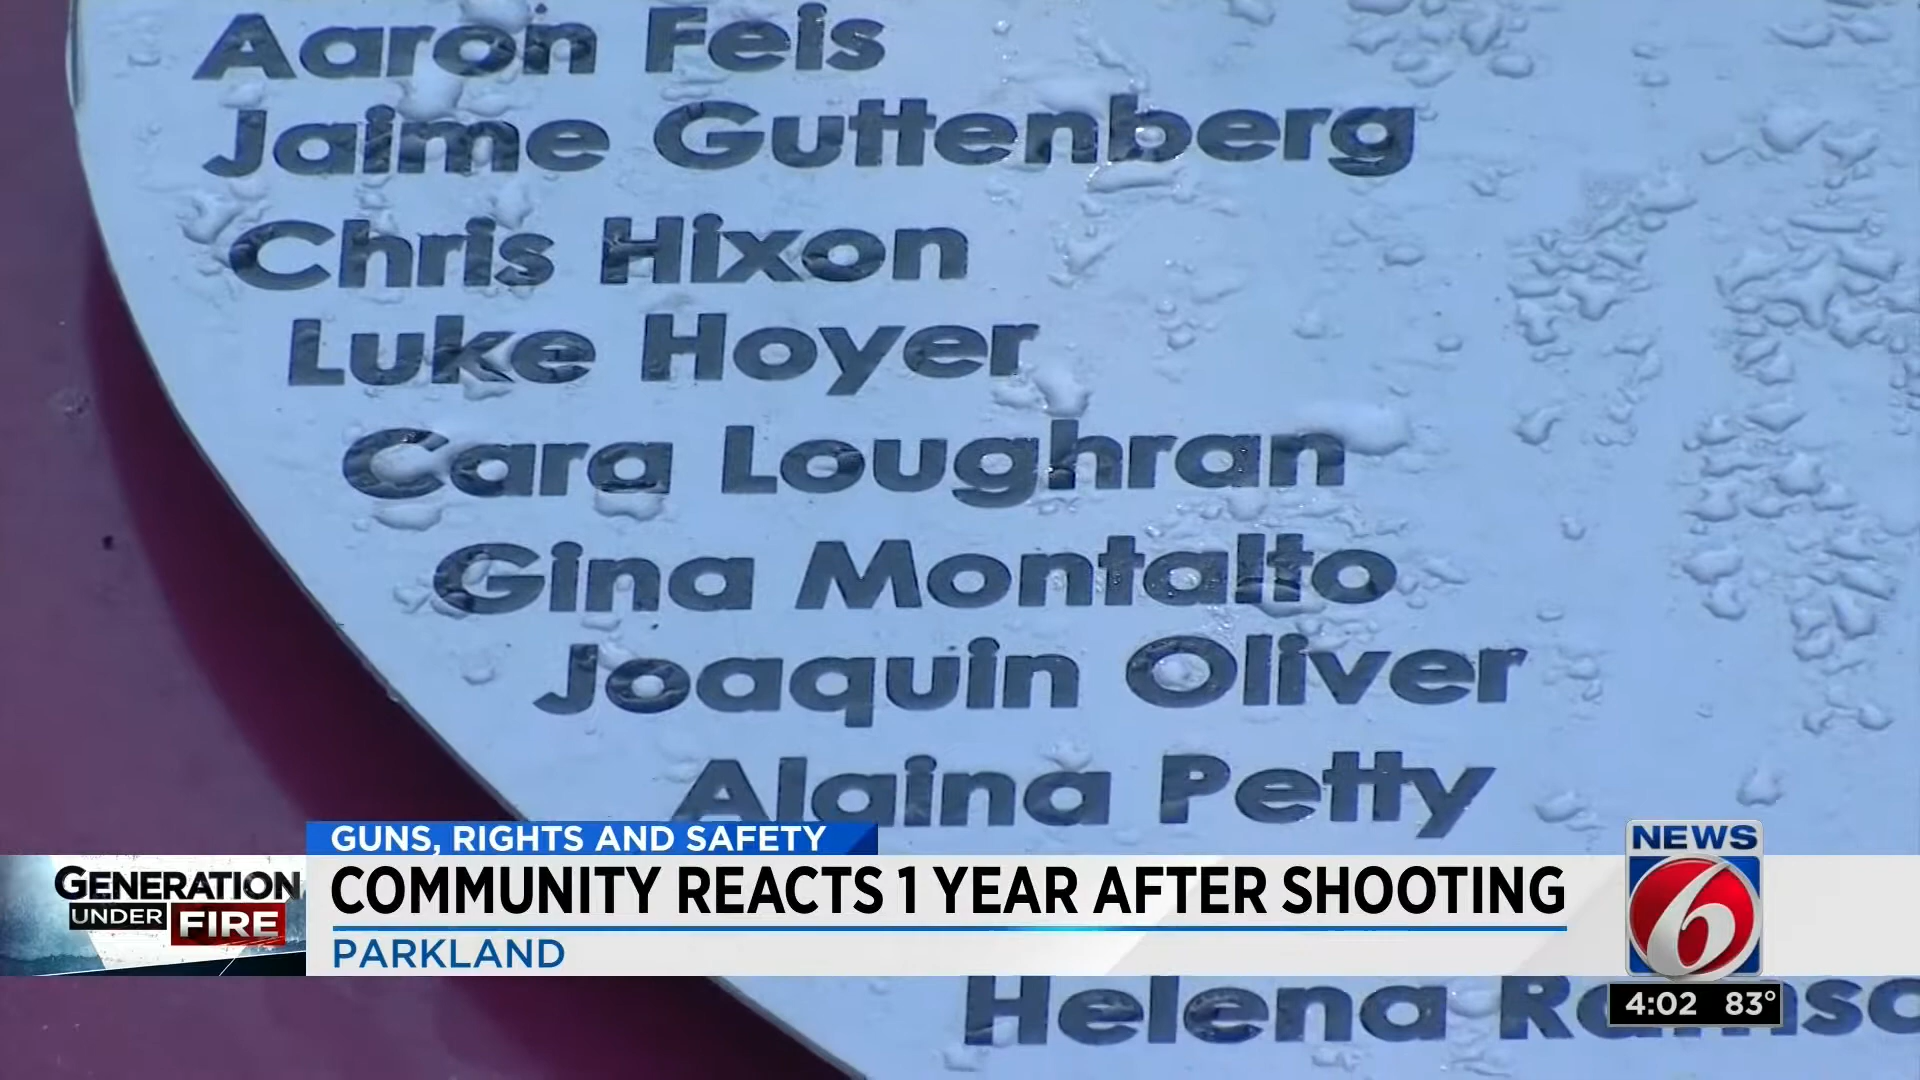 Aaron Feis
Jaime Guttenberg
Chris Hixon
Luke Hoyer
Cara Loughran
Gina Montalto
Joaquin Oliver
Alaina Petty
GUNS, RIGHTS AND SAFETY
GENERATION
UNDER FIRE
COMMUNITY REACTS 1 YEAR AFTER SHOOTING
PARKLAND
NEWS
6
4:02 83°
Helena